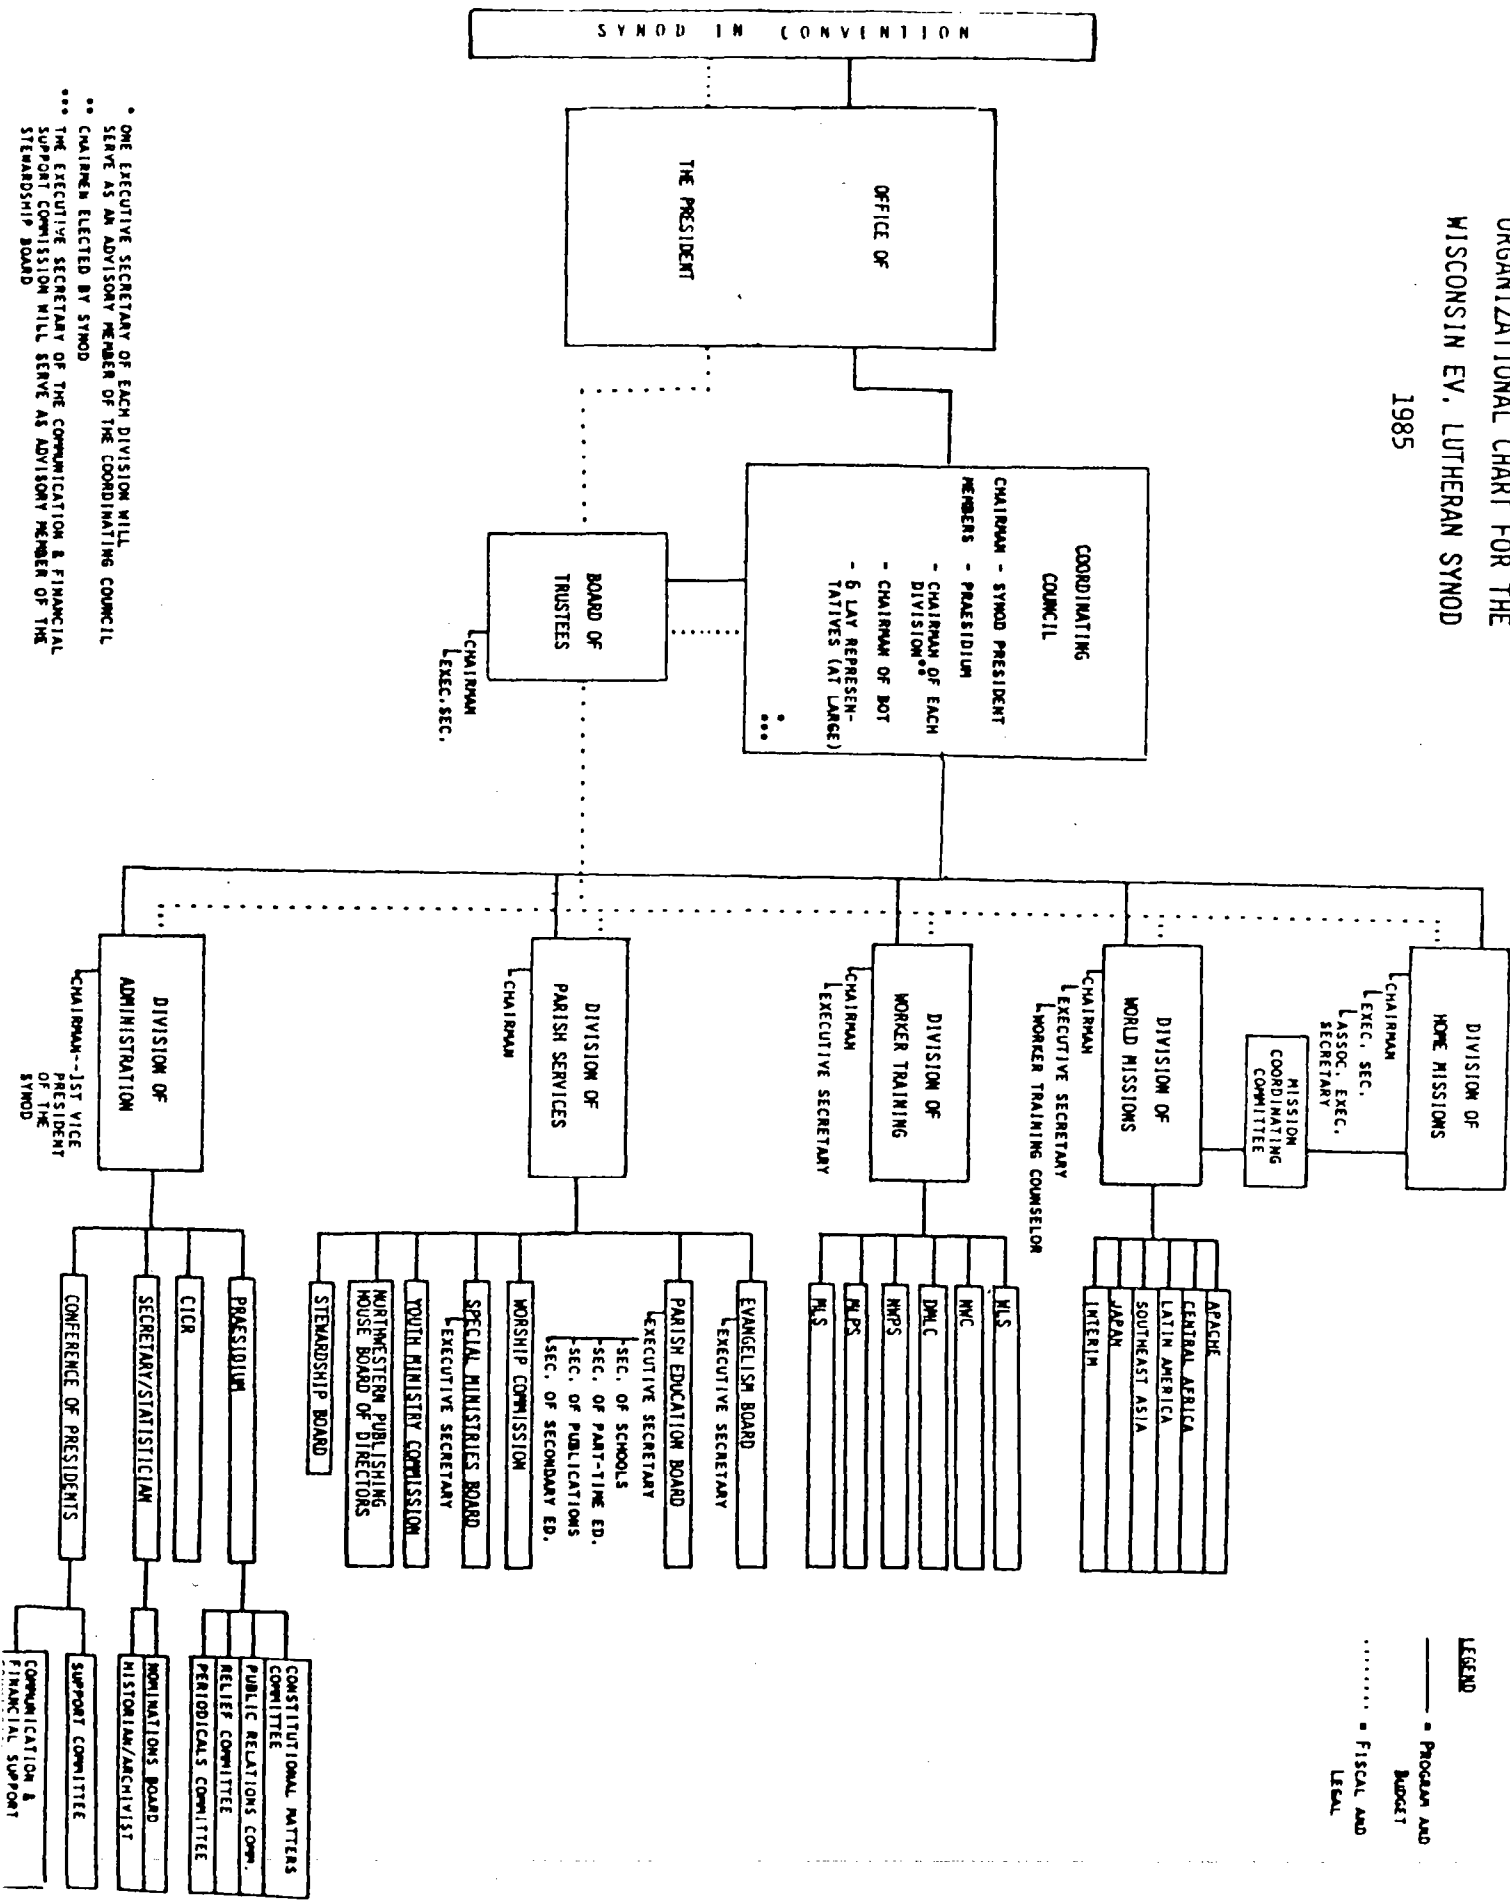 ORGANIZATIONAL CHART FOR THE
WISCONSIN EV. LUTHERAN SYNOD
1985
LEGEND
——— = PROGRAM AND
BUDGET
........ = FISCAL AND
LEGAL
SYNOD IN CONVENTION
OFFICE OF
THE PRESIDENT
COORDINATING
COUNCIL
CHAIRMAN - SYNOD PRESIDENT
MEMBERS - PRAESIDIUM
- CHAIRMAN OF EACH
DIVISION**
- CHAIRMAN OF BOT
- 6 LAY REPRESEN-
TATIVES (AT LARGE)
*
***
BOARD OF
TRUSTEES
CHAIRMAN
EXEC.SEC.
DIVISION OF
HOME MISSIONS
CHAIRMAN
EXEC. SEC.
ASSOC. EXEC.
SECRETARY
MISSION
COORDINATING
COMMITTEE
DIVISION OF
WORLD MISSIONS
CHAIRMAN
EXECUTIVE SECRETARY
WORKER TRAINING COUNSELOR
APACHE
CENTRAL AFRICA
LATIN AMERICA
SOUTHEAST ASIA
JAPAN
INTERIM
DIVISION OF
WORKER TRAINING
CHAIRMAN
EXECUTIVE SECRETARY
WLS
NWC
DMLC
NWPS
MLPS
MLS
DIVISION OF
PARISH SERVICES
CHAIRMAN
EVANGELISM BOARD
EXECUTIVE SECRETARY
PARISH EDUCATION BOARD
EXECUTIVE SECRETARY
SEC. OF SCHOOLS
SEC. OF PART-TIME ED.
SEC. OF PUBLICATIONS
SEC. OF SECONDARY ED.
WORSHIP COMMISSION
SPECIAL MINISTRIES BOARD
EXECUTIVE SECRETARY
YOUTH MINISTRY COMMISSION
NORTHWESTERN PUBLISHING
HOUSE BOARD OF DIRECTORS
STEWARDSHIP BOARD
DIVISION OF
ADMINISTRATION
CHAIRMAN--1ST VICE
PRESIDENT
OF THE
SYNOD
PRAESIDIUM
CICR
SECRETARY/STATISTICIAN
CONFERENCE OF PRESIDENTS
CONSTITUTIONAL MATTERS
COMMITTEE
PUBLIC RELATIONS COMM.
RELIEF COMMITTEE
PERIODICALS COMMITTEE
NOMINATIONS BOARD
HISTORIAN/ARCHIVIST
SUPPORT COMMITTEE
COMMUNICATION &
FINANCIAL SUPPORT
* ONE EXECUTIVE SECRETARY OF EACH DIVISION WILL
SERVE AS AN ADVISORY MEMBER OF THE COORDINATING COUNCIL
** CHAIRMEN ELECTED BY SYNOD
*** THE EXECUTIVE SECRETARY OF THE COMMUNICATION & FINANCIAL
SUPPORT COMMISSION WILL SERVE AS ADVISORY MEMBER OF THE
STEWARDSHIP BOARD